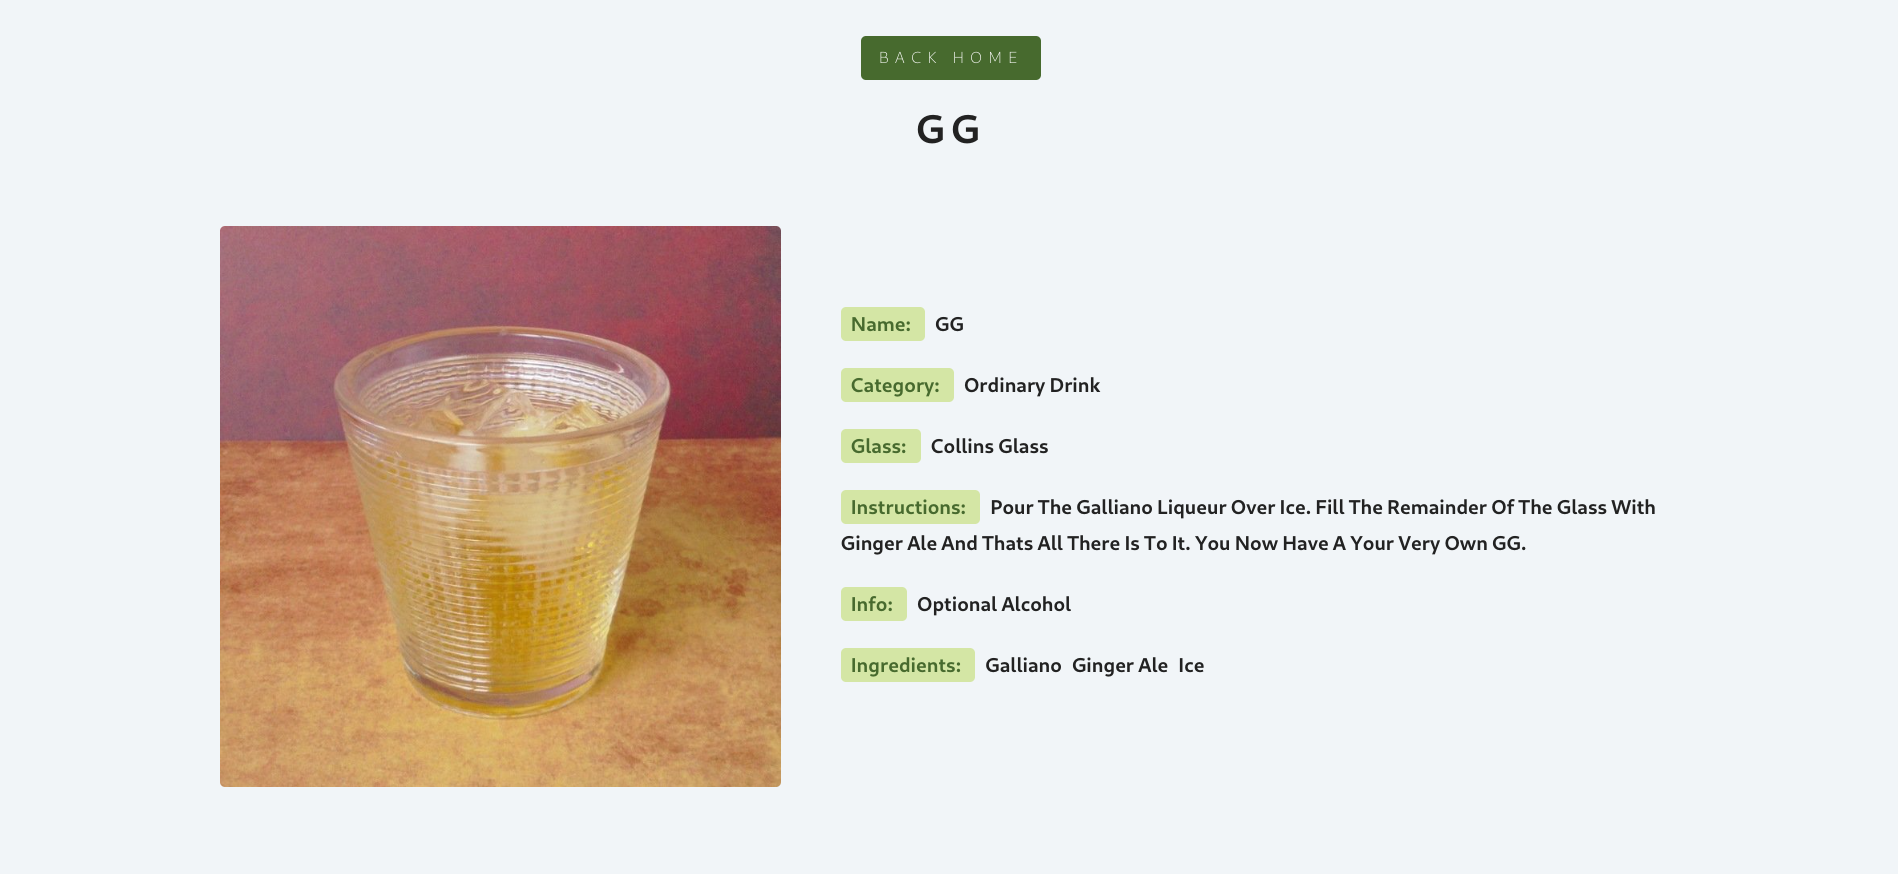 BACK HOME
GG
Name: GG
Category: Ordinary Drink
Glass: Collins Glass
Instructions: Pour The Galliano Liqueur Over Ice. Fill The Remainder Of The Glass With
Ginger Ale And Thats All There Is To It. You Now Have A Your Very Own GG.
Info: Optional Alcohol
Ingredients: Galliano Ginger Ale Ice